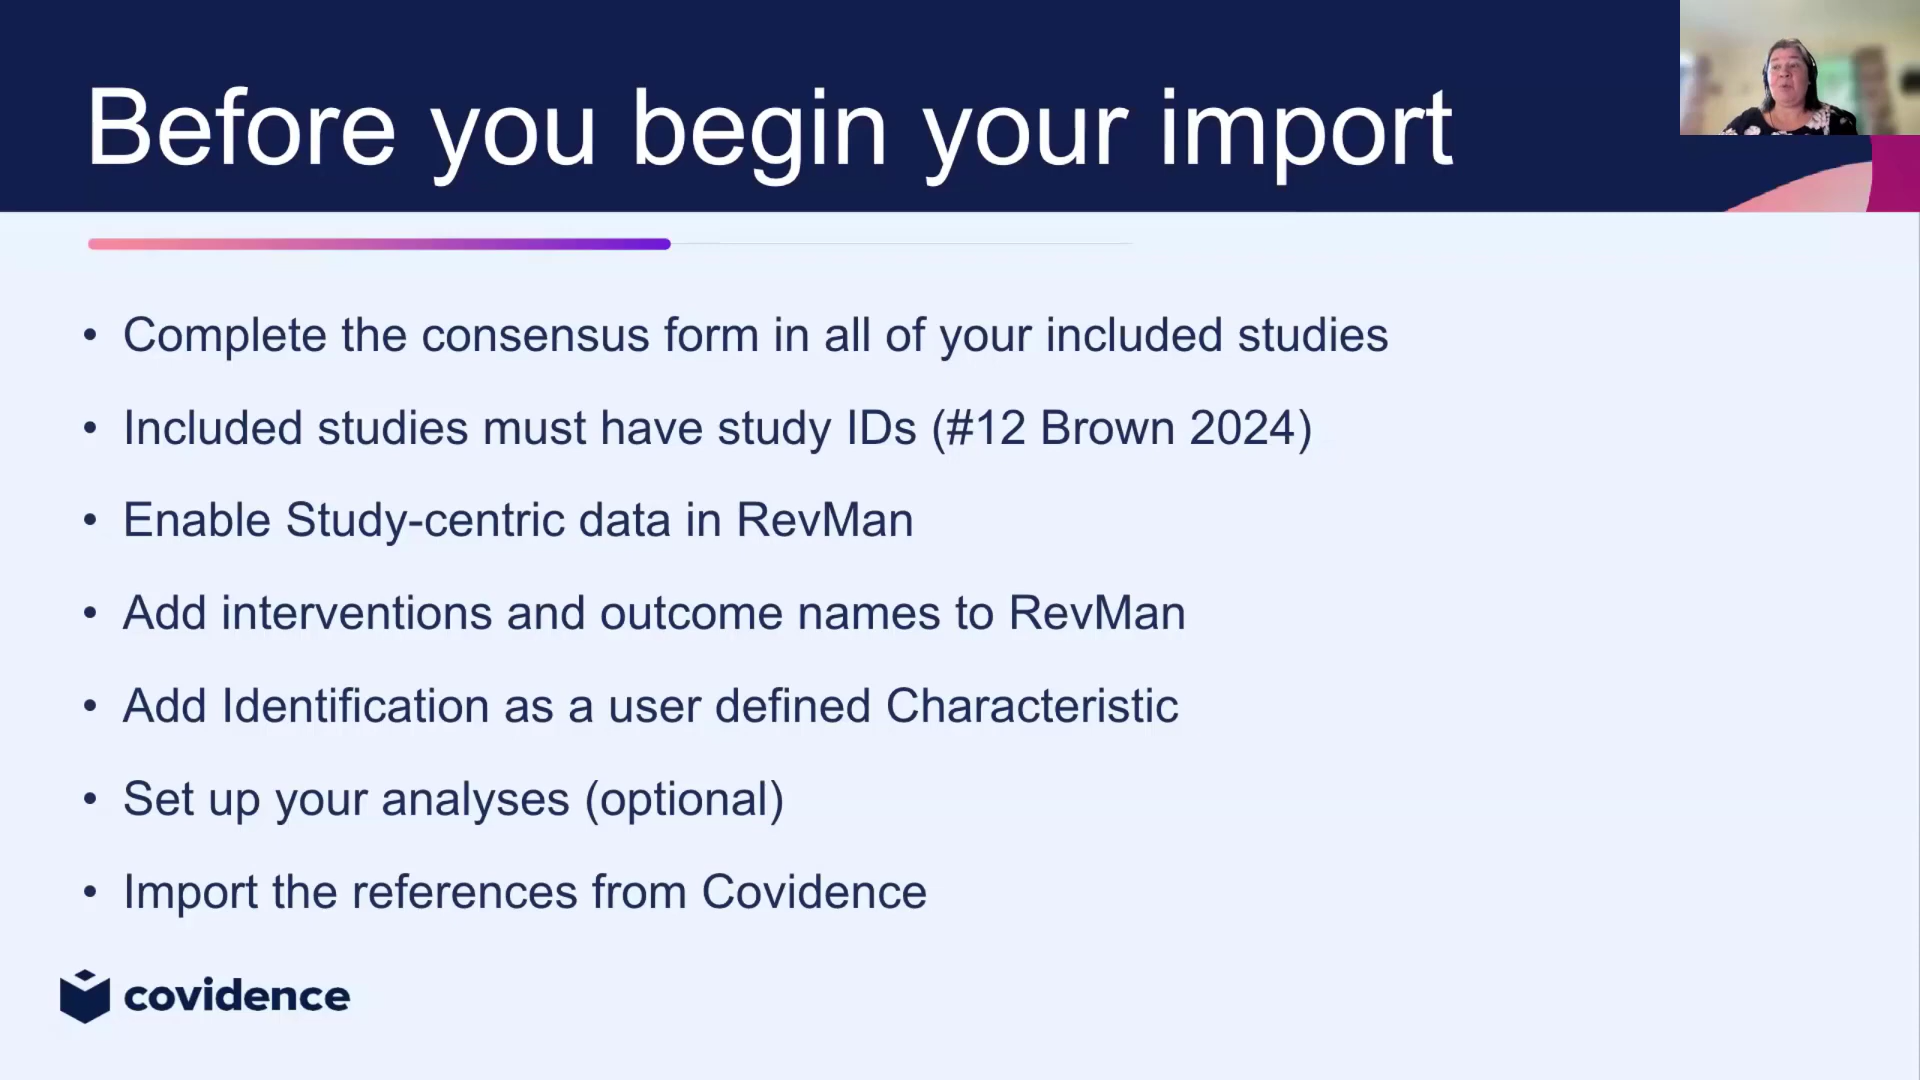 Before you begin your import
• Complete the consensus form in all of your included studies
• Included studies must have study IDs (#12 Brown 2024)
• Enable Study-centric data in RevMan
• Add interventions and outcome names to RevMan
• Add Identification as a user defined Characteristic
• Set up your analyses (optional)
• Import the references from Covidence
covidence